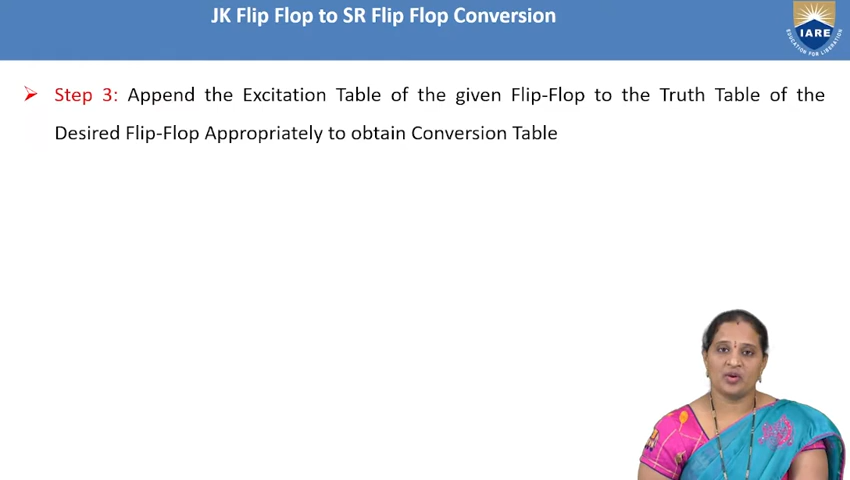 JK Flip Flop to SR Flip Flop Conversion
IARE
EDUCATION FOR LIBERATION
➢ Step 3: Append the Excitation Table of the given Flip-Flop to the Truth Table of the
Desired Flip-Flop Appropriately to obtain Conversion Table